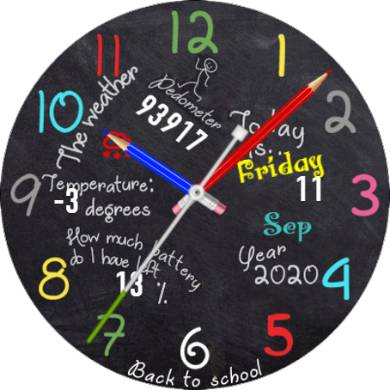 12
11
1
The weather
Pedometer
93917
10
2
Today
is..
Friday
11
Temperature:
-3
degrees
9
3
Sep
How much battery
do I have left
13 %
Year
2020
8
4
7
5
6
Back to school